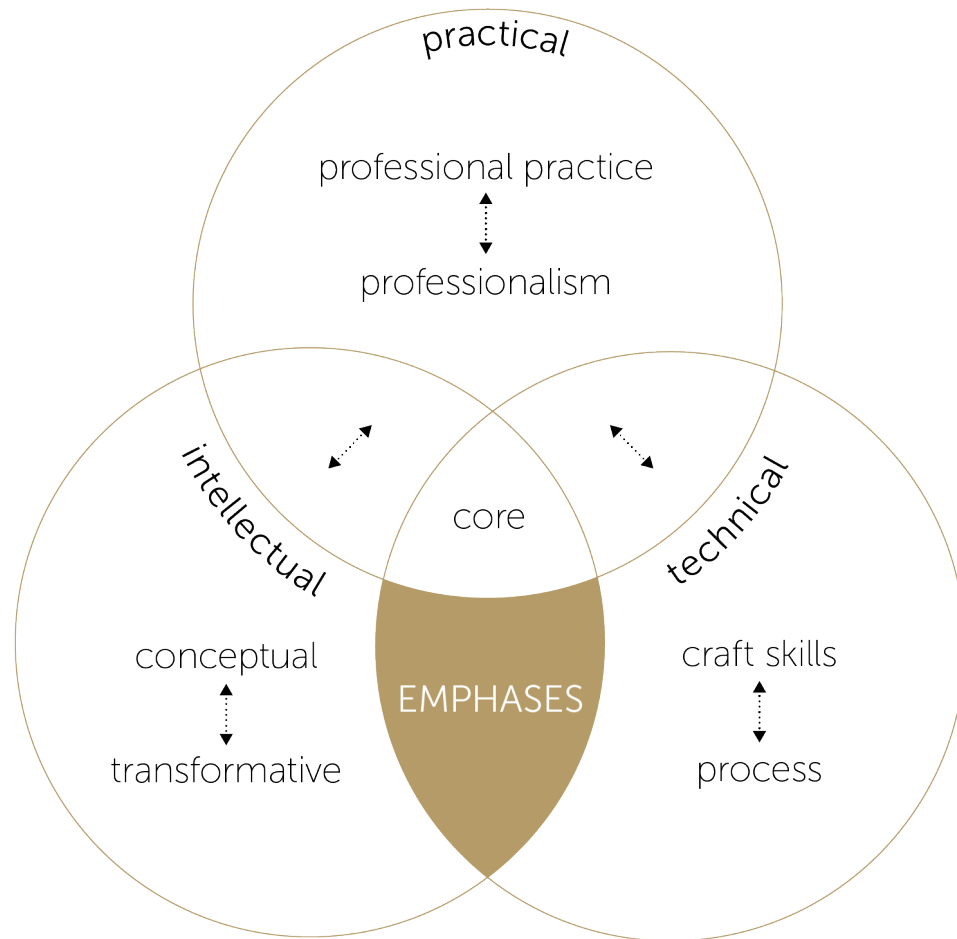 practical
professional practice
professionalism
intellectual
technical
core
conceptual
craft skills
EMPHASES
transformative
process